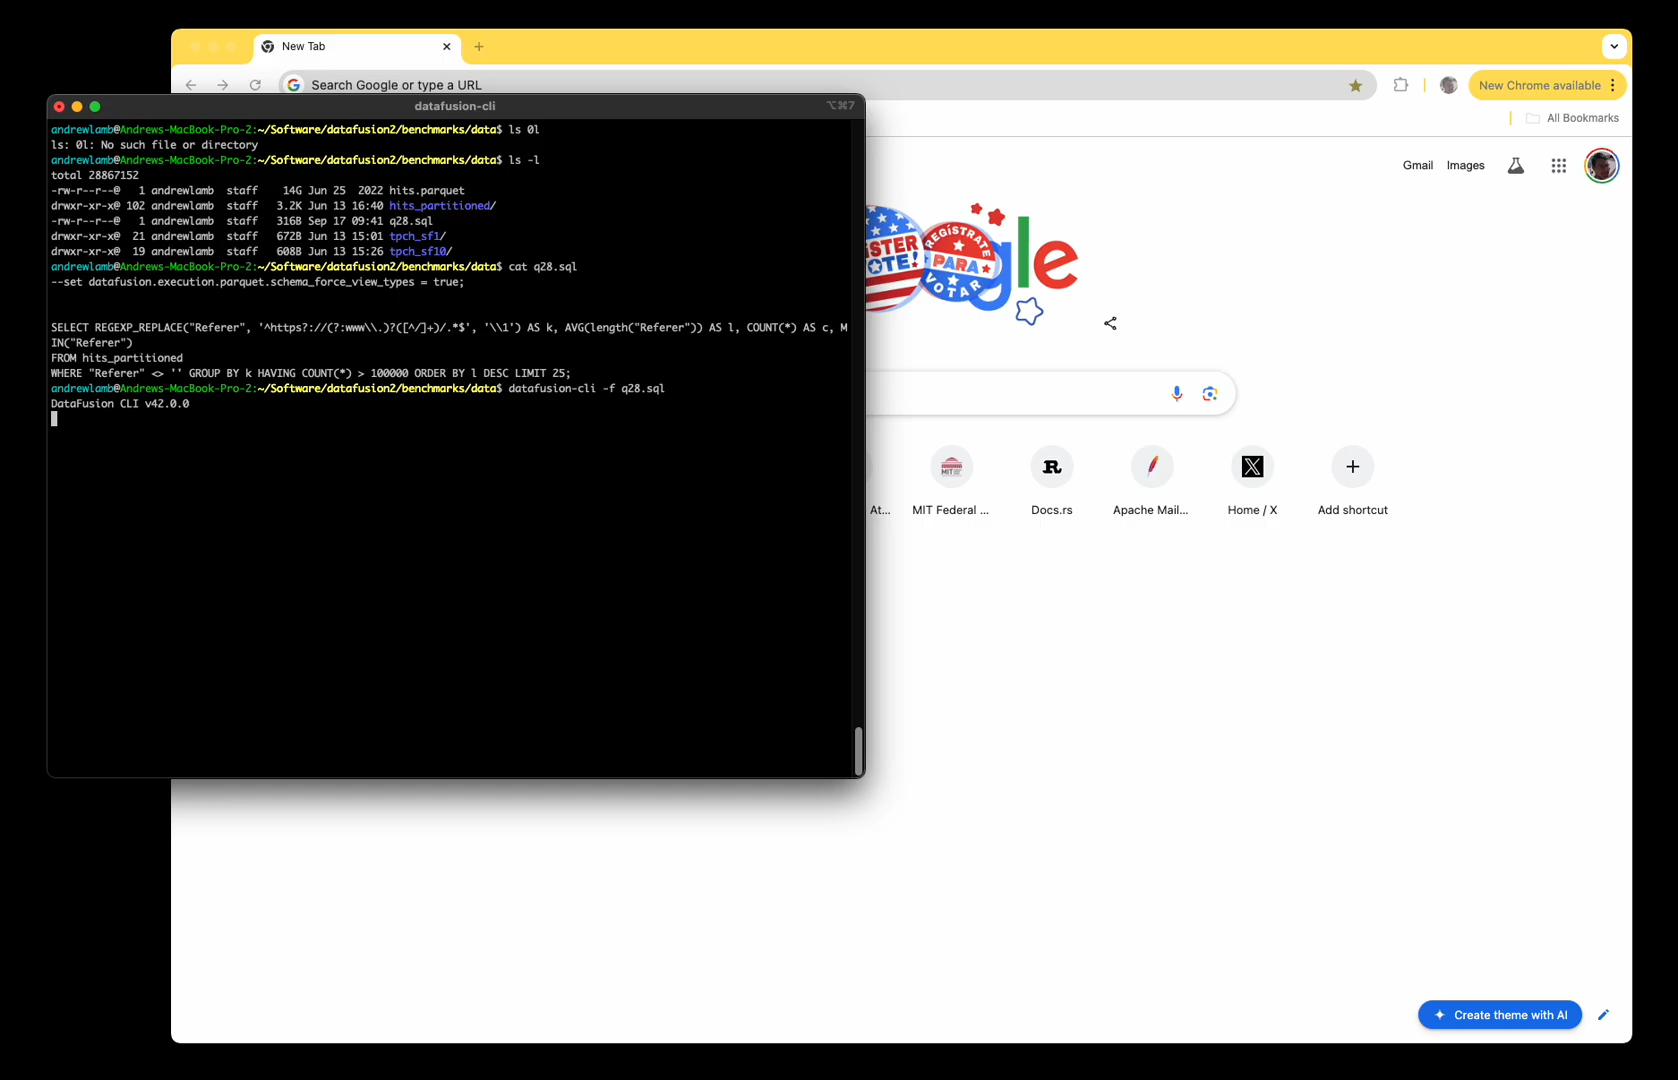 New Tab
Search Google or type a URL
New Chrome available
All Bookmarks
datafusion-cli
⌥⌘7
andrewlamb@Andrews-MacBook-Pro-2:~/Software/datafusion2/benchmarks/data$ ls 0l
ls: 0l: No such file or directory
andrewlamb@Andrews-MacBook-Pro-2:~/Software/datafusion2/benchmarks/data$ ls -l
total 28867152
-rw-r--r--@   1 andrewlamb  staff    14G Jun 25  2022 hits.parquet
drwxr-xr-x@ 102 andrewlamb  staff   3.2K Jun 13 16:40 hits_partitioned/
-rw-r--r--@   1 andrewlamb  staff   316B Sep 17 09:41 q28.sql
drwxr-xr-x@  21 andrewlamb  staff   672B Jun 13 15:01 tpch_sf1/
drwxr-xr-x@  19 andrewlamb  staff   608B Jun 13 15:26 tpch_sf10/
andrewlamb@Andrews-MacBook-Pro-2:~/Software/datafusion2/benchmarks/data$ cat q28.sql
--set datafusion.execution.parquet.schema_force_view_types = true;
SELECT REGEXP_REPLACE("Referer", '^https?://(?:www\\.)?([^/]+)/.*$', '\\1') AS k, AVG(length("Referer")) AS l, COUNT(*) AS c, M
IN("Referer")
FROM hits_partitioned
WHERE "Referer" <> '' GROUP BY k HAVING COUNT(*) > 100000 ORDER BY l DESC LIMIT 25;
andrewlamb@Andrews-MacBook-Pro-2:~/Software/datafusion2/benchmarks/data$ datafusion-cli -f q28.sql
DataFusion CLI v42.0.0
Gmail
Images
REGÍSTRATE
PARA
VOTAR
gle
At...
MIT Federal ...
Docs.rs
Apache Mail...
Home / X
Add shortcut
Create theme with AI